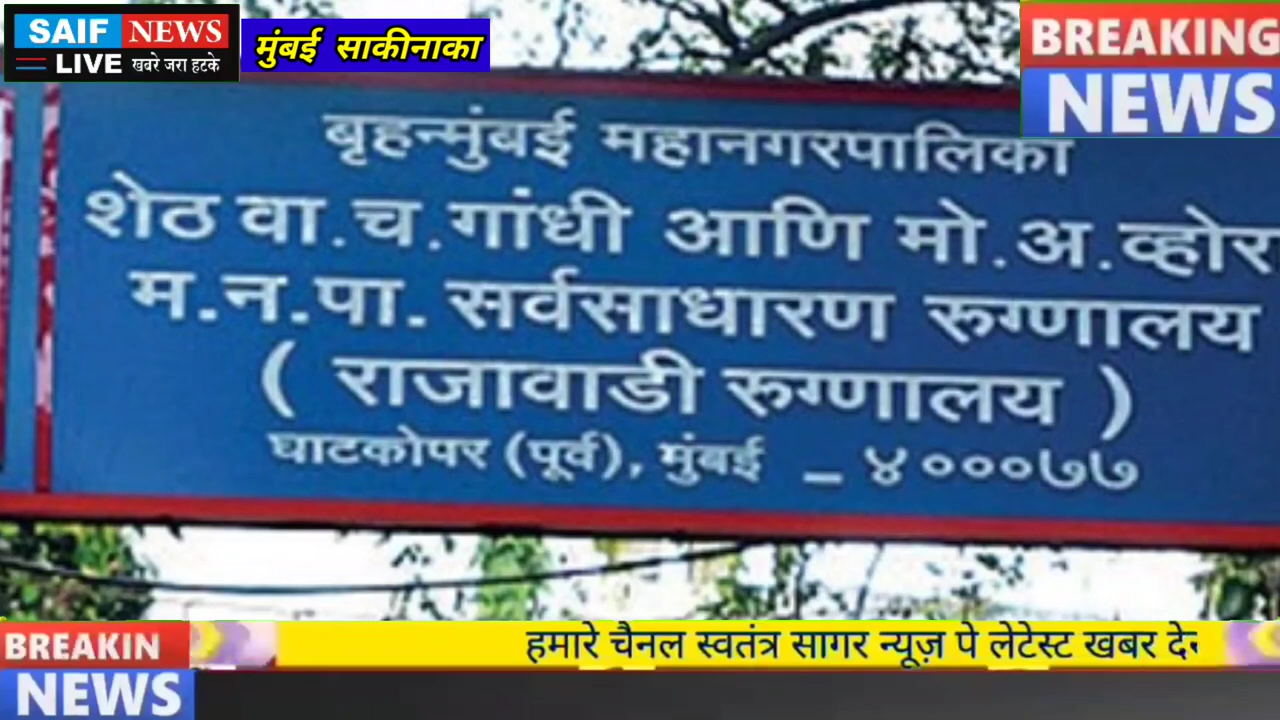 SAIF NEWS
LIVE खबरे जरा हटके
मुंबई साकीनाका
BREAKING
NEWS
बृहन्मुंबई महानगरपालिका
शेठ वा.च.गांधी आणि मो.अ.व्होर
म.न.पा. सर्वसाधारण रुग्णालय
( राजावाडी रुग्णालय )
घाटकोपर (पूर्व), मुंबई – ४०००७७
BREAKIN
NEWS
हमारे चैनल स्वतंत्र सागर न्यूज़ पे लेटेस्ट खबर